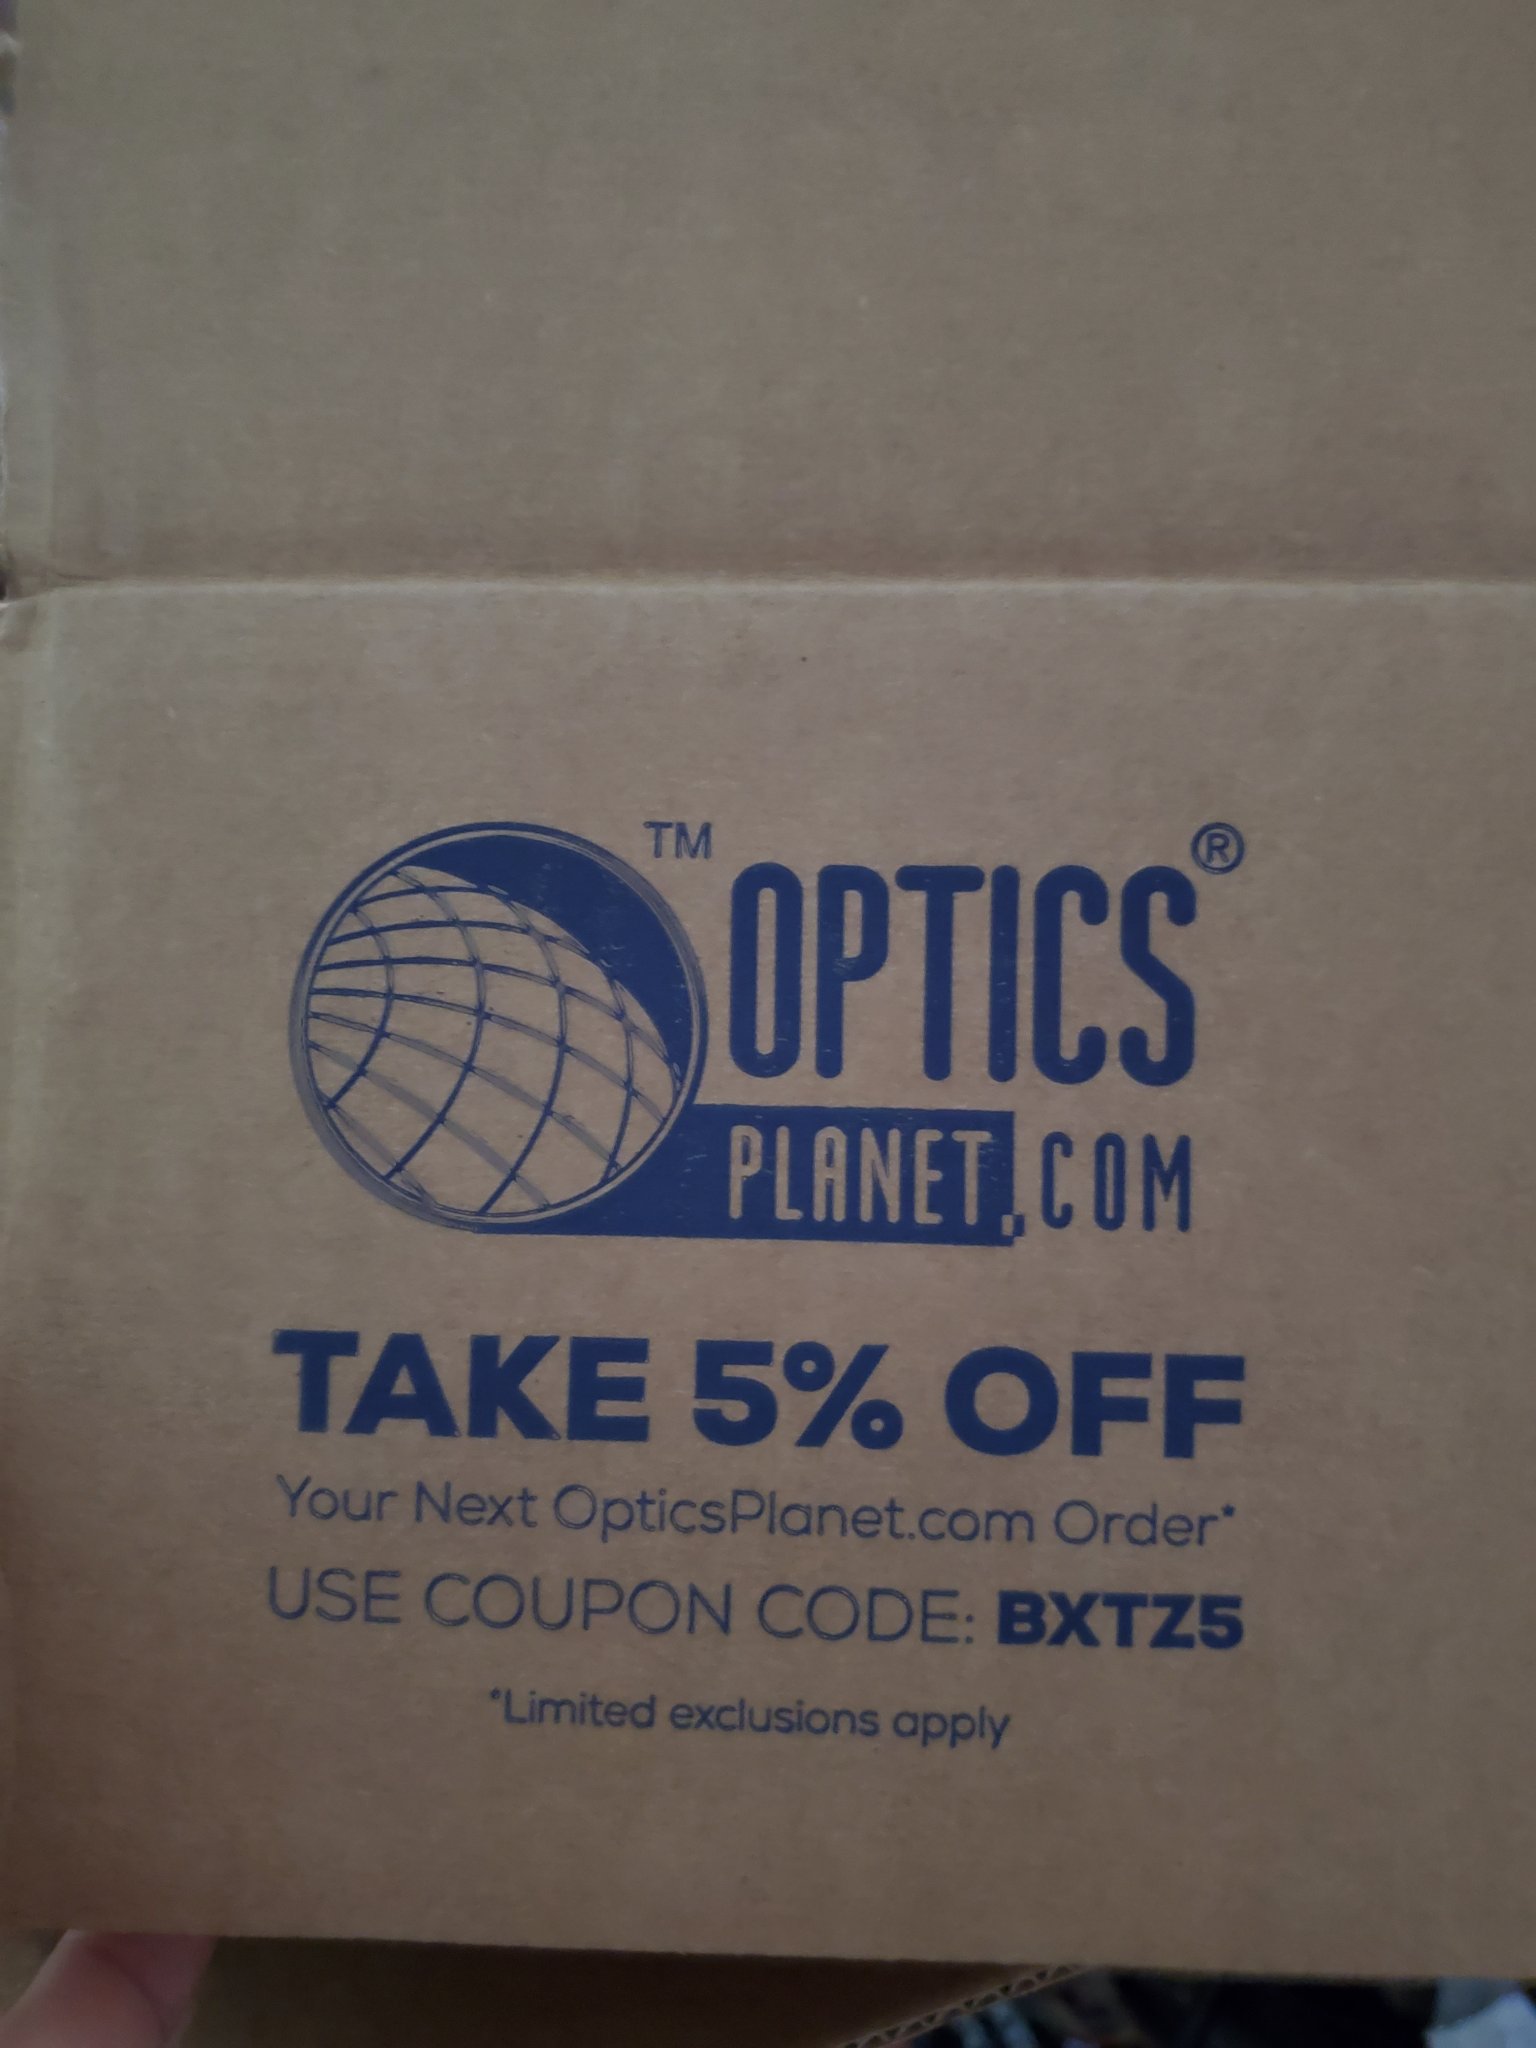 ™ OPTICS®
PLANET.COM
TAKE 5% OFF
Your Next OpticsPlanet.com Order*
USE COUPON CODE: BXTZ5
*Limited exclusions apply